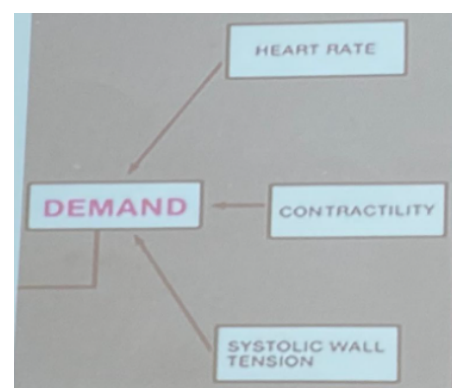 HEART RATE
DEMAND
CONTRACTILITY
SYSTOLIC WALL
TENSION